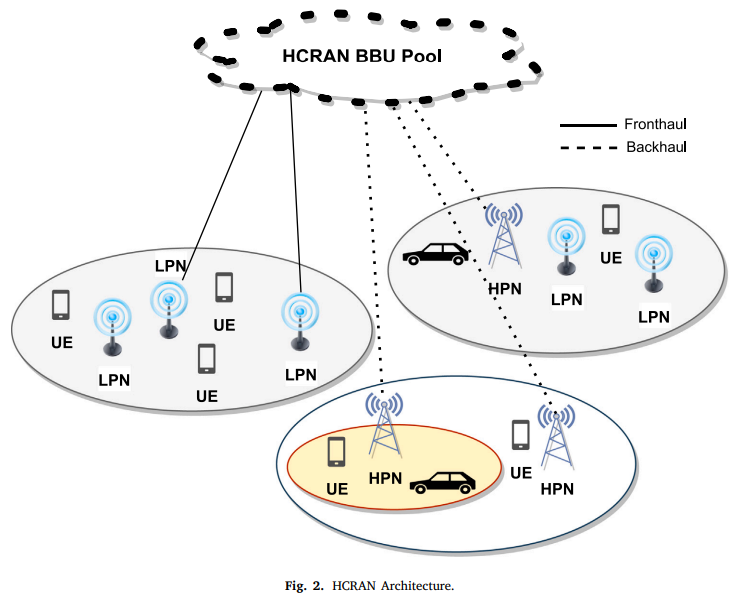 HCRAN BBU Pool
Fronthaul
Backhaul
LPN
UE
UE
LPN
UE
LPN
UE
HPN
LPN
LPN
UE
HPN
UE
HPN
Fig. 2. HCRAN Architecture.